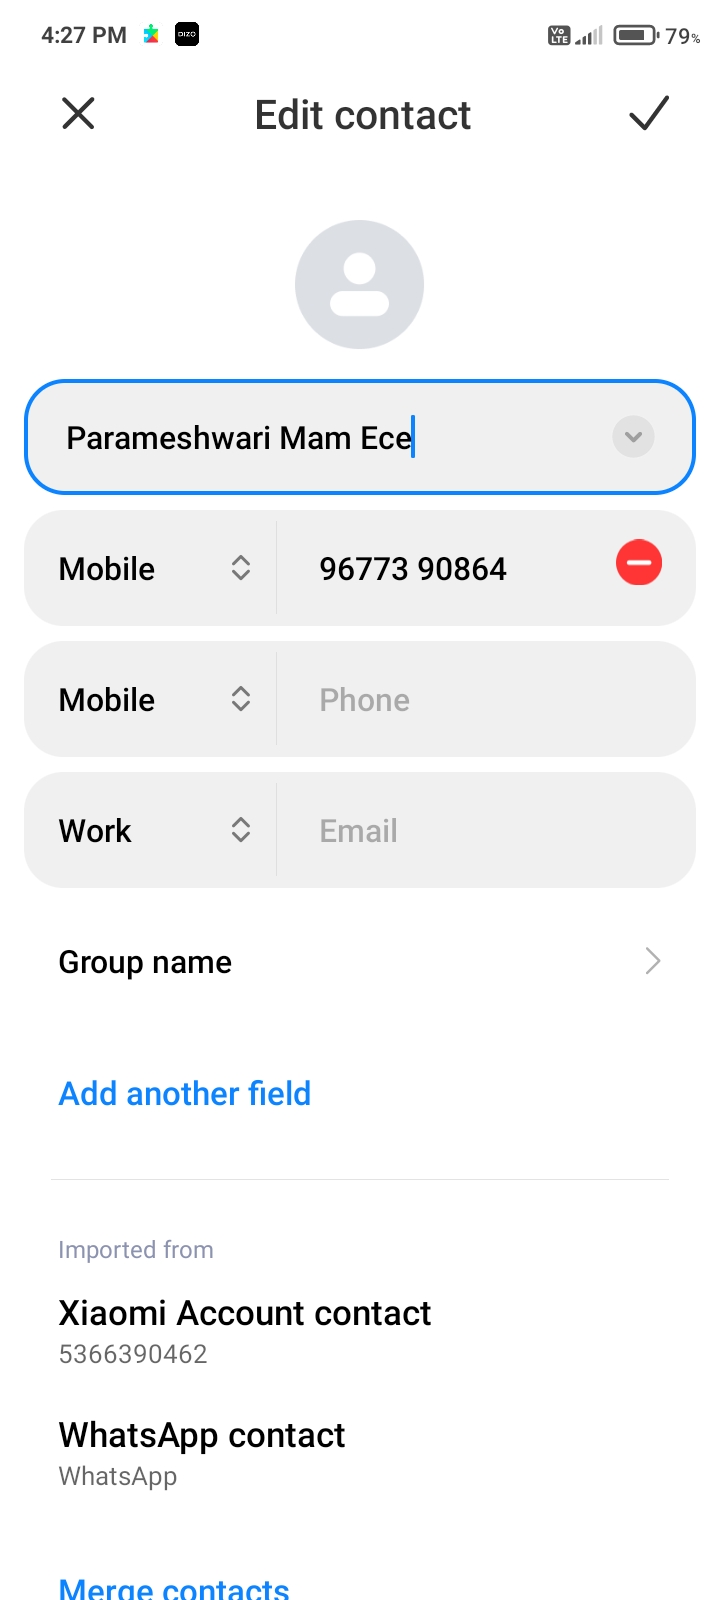 4:27 PM DIZO Vo LTE 79%
Edit contact
Parameshwari Mam Ece
Mobile 96773 90864
Mobile Phone
Work Email
Group name
Add another field
Imported from
Xiaomi Account contact
5366390462
WhatsApp contact
WhatsApp
Merge contacts